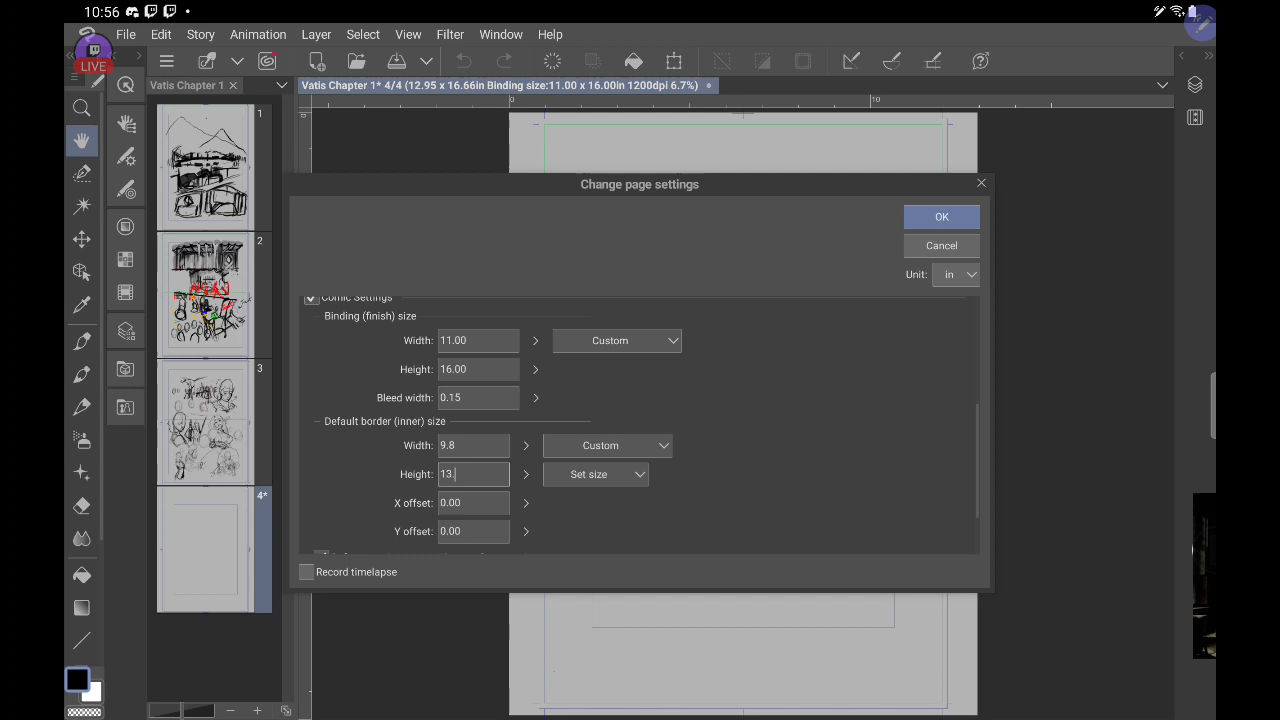 10:56
File Edit Story Animation Layer Select View Filter Window Help
LIVE
Vatis Chapter 1
Vatis Chapter 1* 4/4 (12.95 x 16.66in Binding size:11.00 x 16.00in 1200dpi 6.7%)
0 10
0
1
2
3
4*
Change page settings
OK
Cancel
Unit: in
Comic Settings
Binding (finish) size
Width: 11.00 Custom
Height: 16.00
Bleed width: 0.15
Default border (inner) size
Width: 9.8 Custom
Height: 13. Set size
X offset: 0.00
Y offset: 0.00
Record timelapse